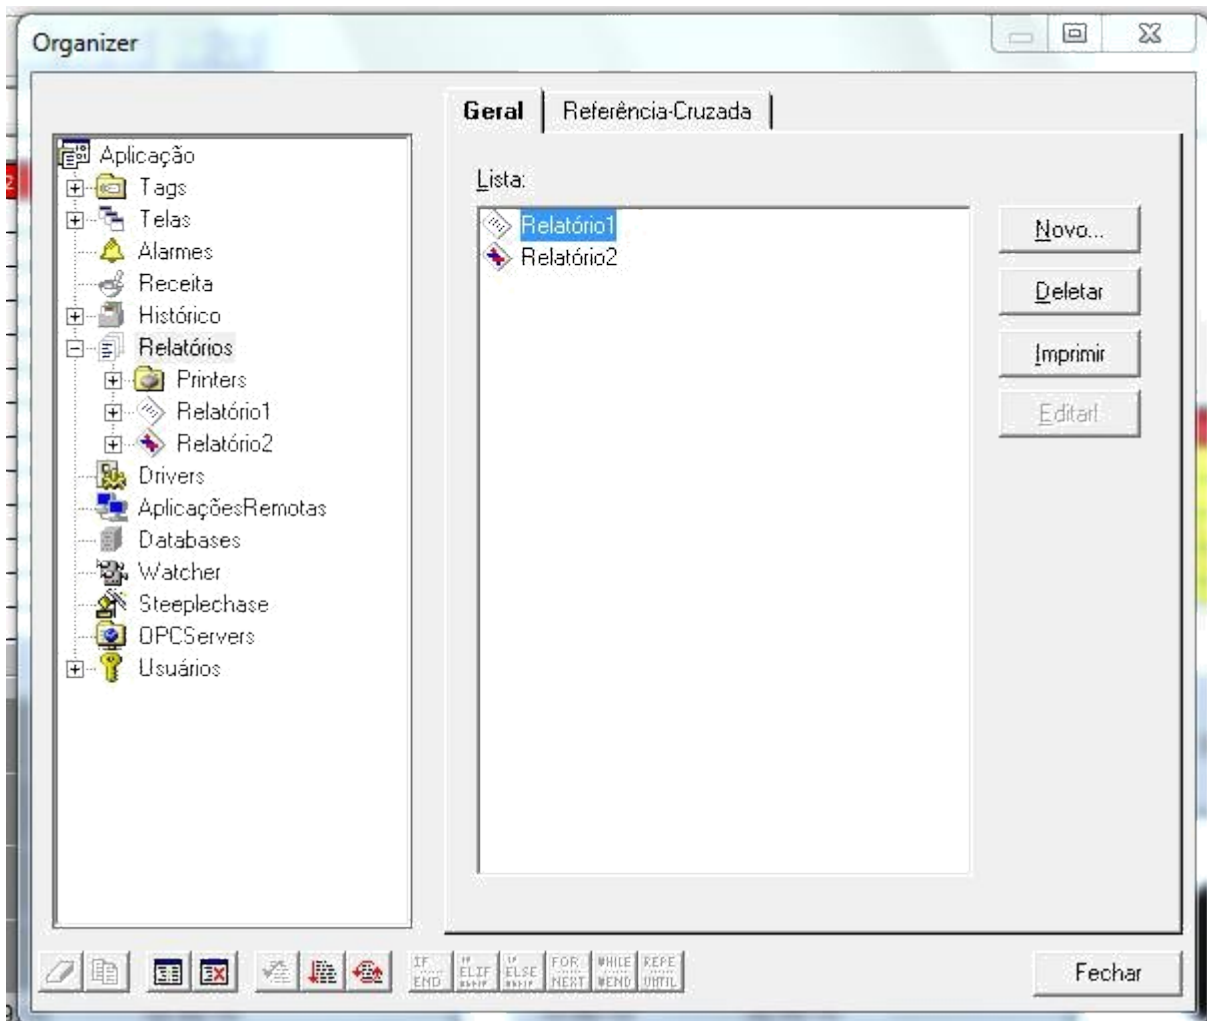 Organizer
Geral
Referência-Cruzada
Aplicação
Tags
Telas
Alarmes
Receita
Histórico
Relatórios
Printers
Relatório1
Relatório2
Drivers
AplicaçõesRemotas
Databases
Watcher
Steeplechase
OPCServers
Usuários
Lista:
Relatório1
Relatório2
Novo...
Deletar
Imprimir
Editar!
IF
END
ELIF
ELSE
FOR
NEXT
WHILE
WEND
REPE
UNTIL
Fechar